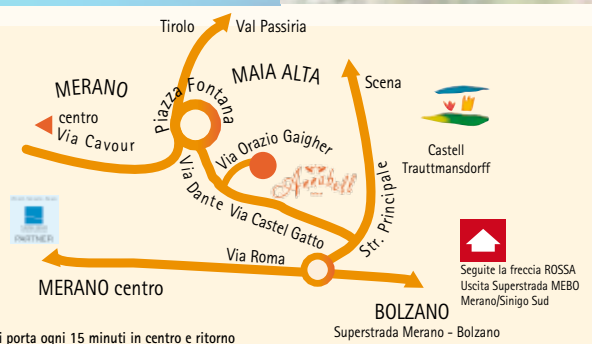 Tirolo
Val Passiria
MERANO
MAIA ALTA
Piazza Fontana
Scena
centro
Via Cavour
Via Orazio Gaigher
Annabell
Castell
Trauttmansdorff
Via Dante
Via Castel Gatto
Str. Principale
PARTNER
Via Roma
MERANO centro
Seguite la freccia ROSSA
Uscita Superstrada MEBO
Merano/Sinigo Sud
BOLZANO
Superstrada Merano - Bolzano
i porta ogni 15 minuti in centro e ritorno